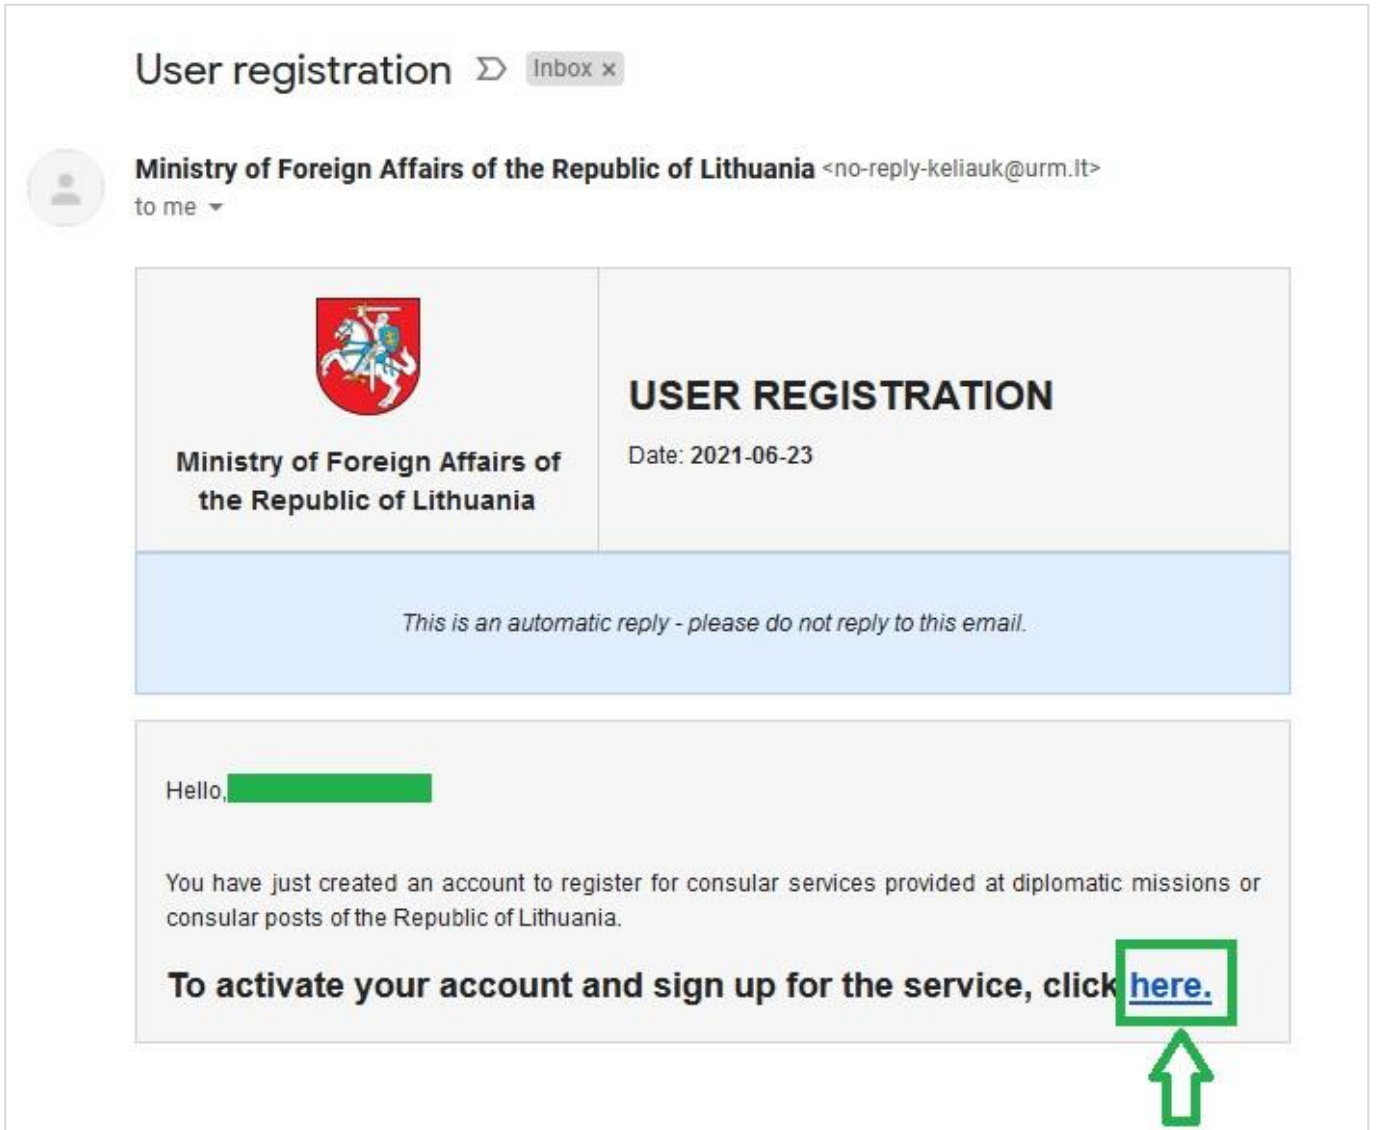 User registration Inbox x
Ministry of Foreign Affairs of the Republic of Lithuania <no-reply-keliauk@urm.lt>
to me
Ministry of Foreign Affairs of
the Republic of Lithuania
USER REGISTRATION
Date: 2021-06-23
This is an automatic reply - please do not reply to this email.
Hello,
You have just created an account to register for consular services provided at diplomatic missions or
consular posts of the Republic of Lithuania.
To activate your account and sign up for the service, click here.